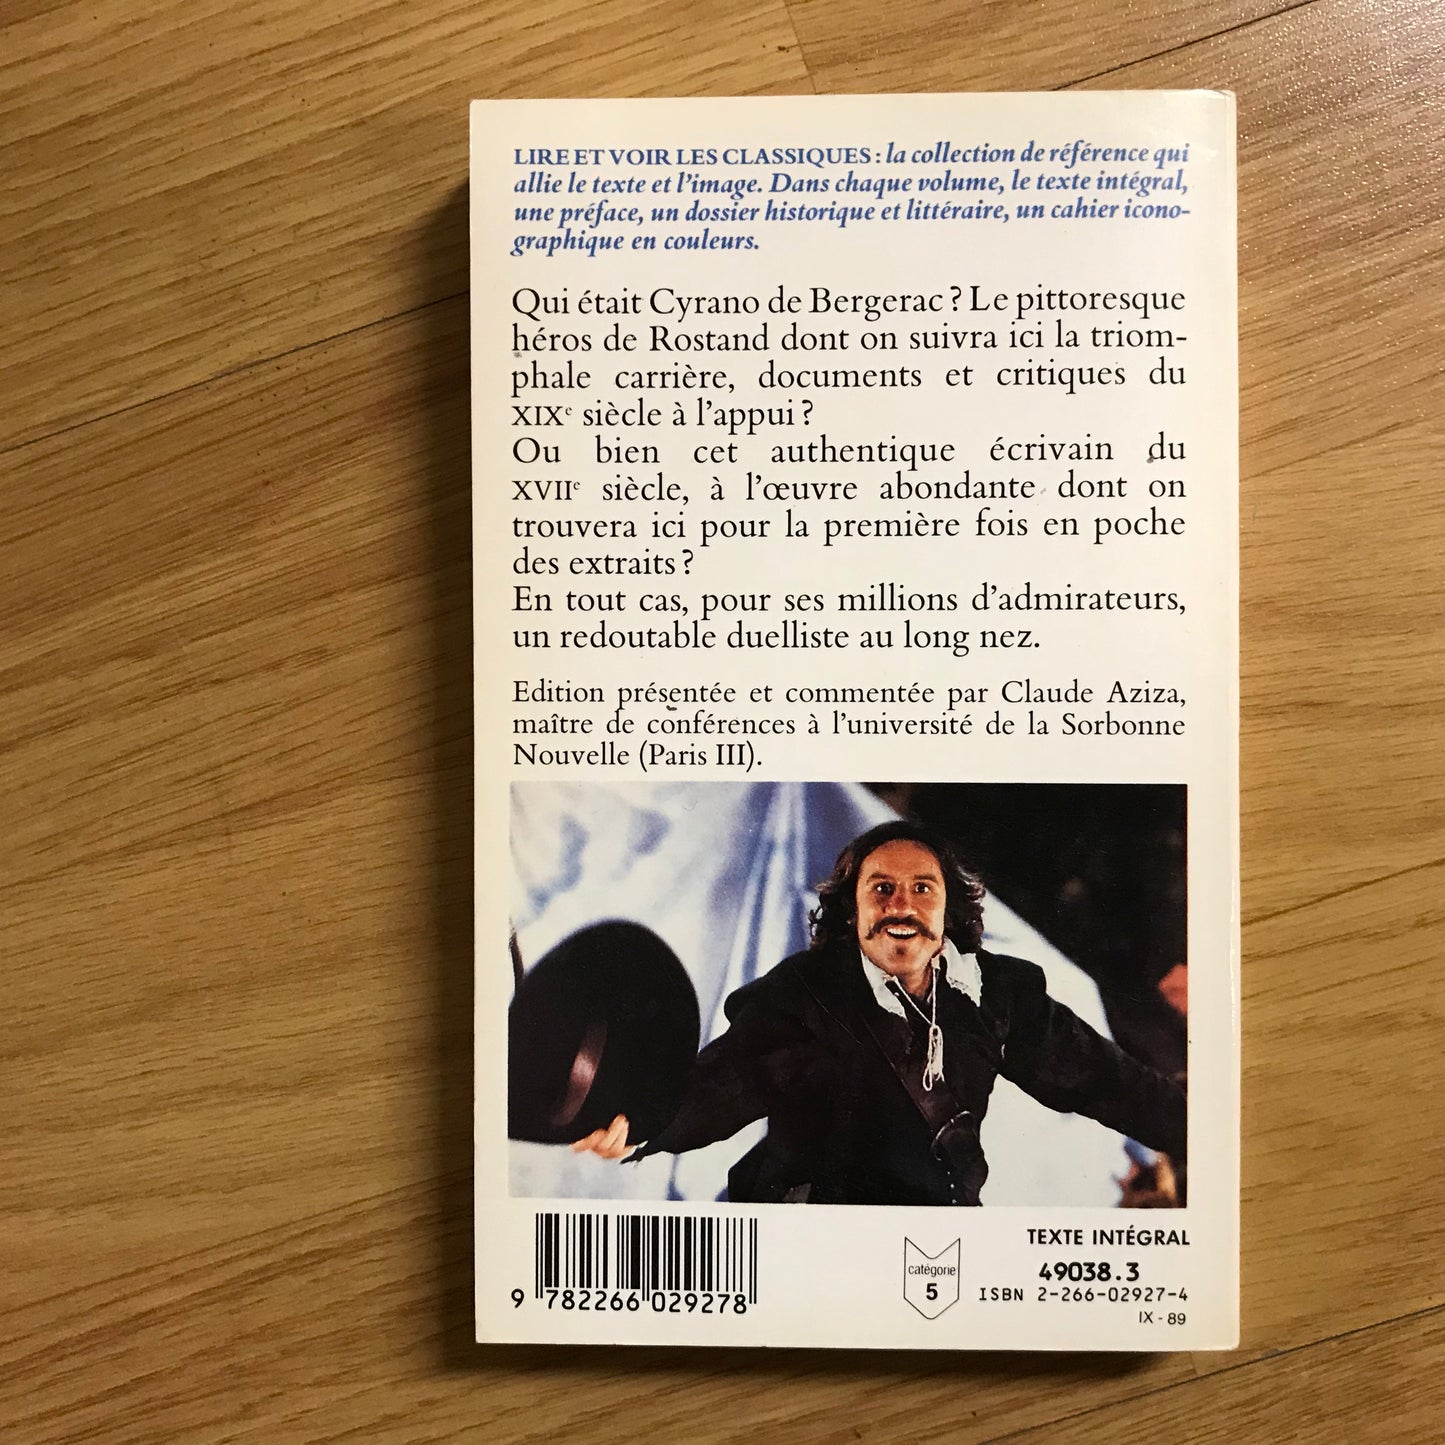 LIRE ET VOIR LES CLASSIQUES : la collection de référence qui
allie le texte et l'image. Dans chaque volume, le texte intégral,
une préface, un dossier historique et littéraire, un cahier icono-
graphique en couleurs.
Qui était Cyrano de Bergerac ? Le pittoresque
héros de Rostand dont on suivra ici la triom-
phale carrière, documents et critiques du
XIXe siècle à l'appui ?
Ou bien cet authentique écrivain du
XVIIe siècle, à l'œuvre abondante dont on
trouvera ici pour la première fois en poche
des extraits ?
En tout cas, pour ses millions d'admirateurs,
un redoutable duelliste au long nez.
Edition présentée et commentée par Claude Aziza,
maître de conférences à l'université de la Sorbonne
Nouvelle (Paris III).
9 782266 029278
catégorie
5
TEXTE INTÉGRAL
49038.3
ISBN 2-266-02927-4
IX - 89